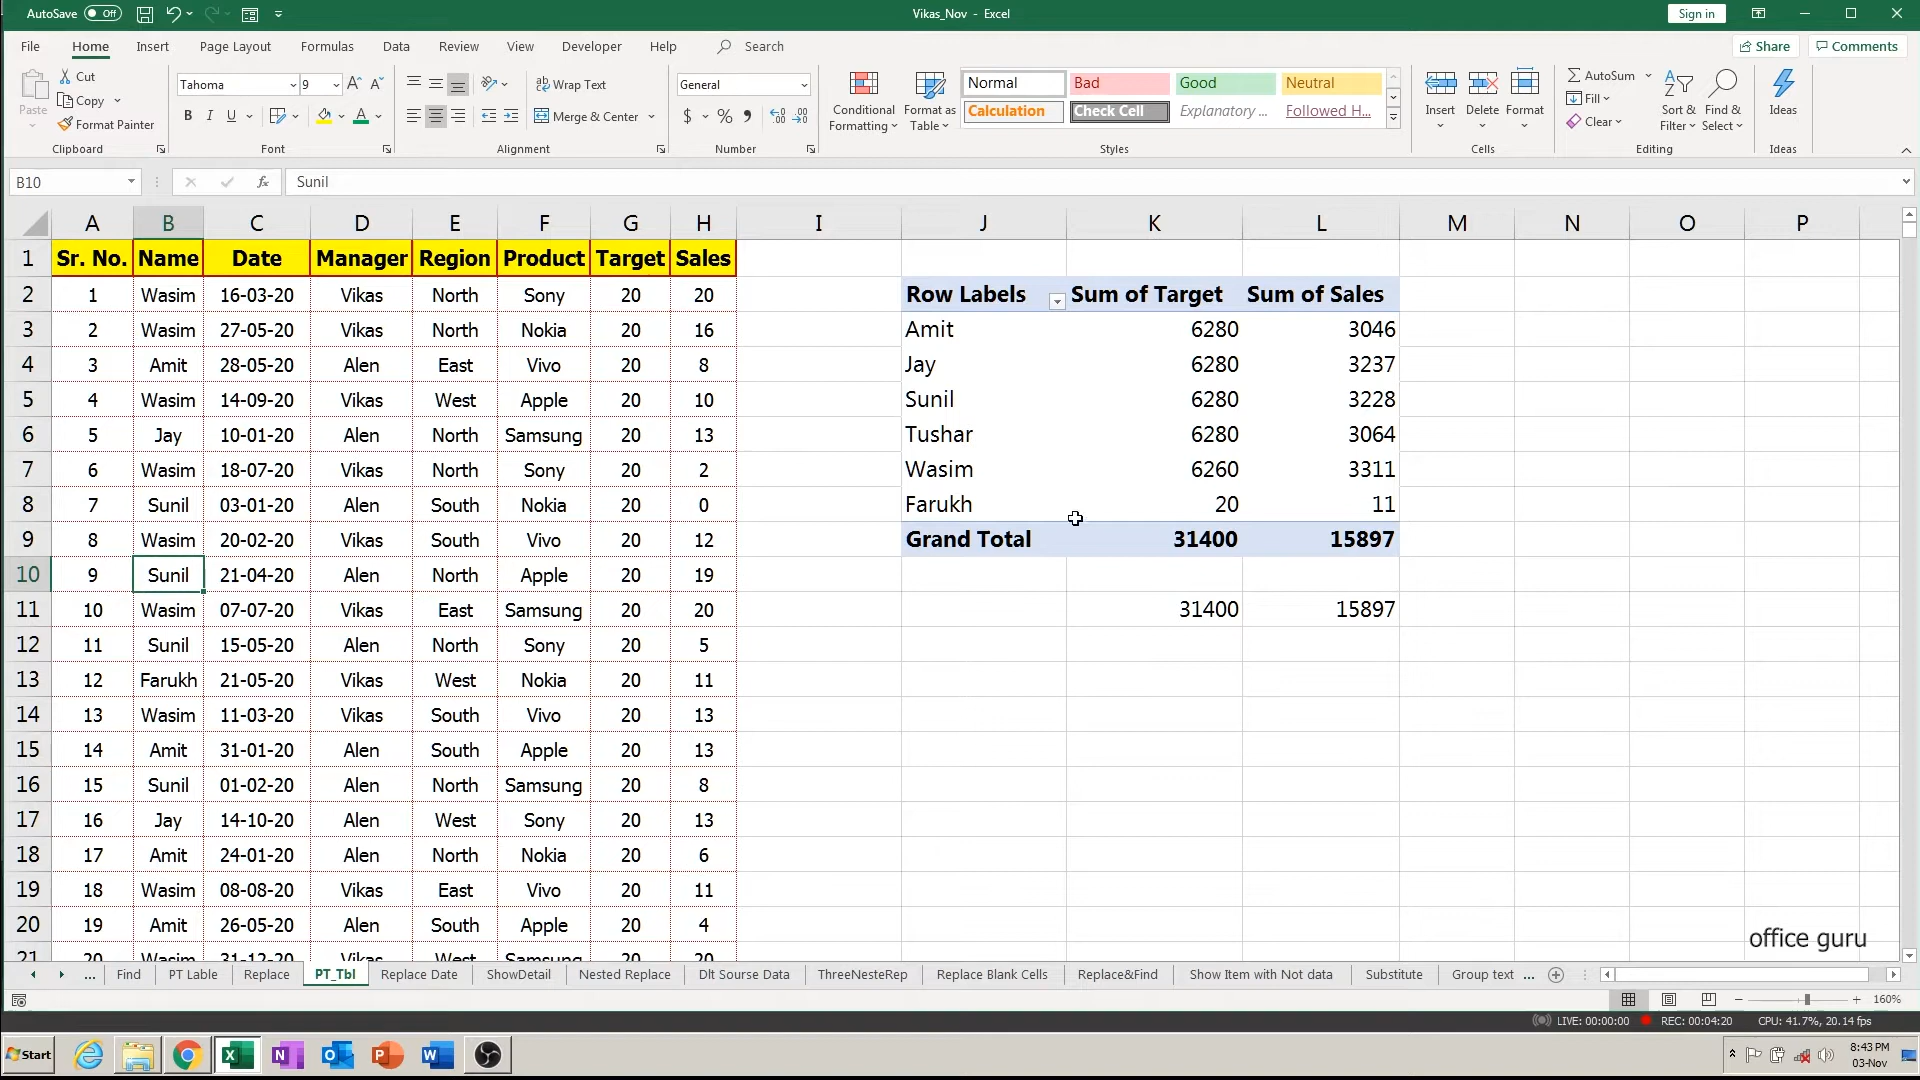 AutoSave Off
Vikas_Nov - Excel
Sign in
File Home Insert Page Layout Formulas Data Review View Developer Help Search
Share Comments
Paste
Cut
Copy
Format Painter
Clipboard
Tahoma 9
B I U
Font
Wrap Text
Merge & Center
Alignment
General
$ % ,
Number
Conditional Formatting
Format as Table
Normal Bad Good Neutral
Calculation Check Cell Explanatory ... Followed H...
Styles
Insert Delete Format
Cells
AutoSum
Fill
Clear
Sort & Filter
Find & Select
Editing
Ideas
Ideas
B10 fx Sunil
A B C D E F G H I J K L M N O P
1 Sr. No. Name Date Manager Region Product Target Sales
2 1 Wasim 16-03-20 Vikas North Sony 20 20 Row Labels Sum of Target Sum of Sales
3 2 Wasim 27-05-20 Vikas North Nokia 20 16 Amit 6280 3046
4 3 Amit 28-05-20 Alen East Vivo 20 8 Jay 6280 3237
5 4 Wasim 14-09-20 Vikas West Apple 20 10 Sunil 6280 3228
6 5 Jay 10-01-20 Alen North Samsung 20 13 Tushar 6280 3064
7 6 Wasim 18-07-20 Vikas North Sony 20 2 Wasim 6260 3311
8 7 Sunil 03-01-20 Alen South Nokia 20 0 Farukh 20 11
9 8 Wasim 20-02-20 Vikas South Vivo 20 12 Grand Total 31400 15897
10 9 Sunil 21-04-20 Alen North Apple 20 19
11 10 Wasim 07-07-20 Vikas East Samsung 20 20 31400 15897
12 11 Sunil 15-05-20 Alen North Sony 20 5
13 12 Farukh 21-05-20 Vikas West Nokia 20 11
14 13 Wasim 11-03-20 Vikas South Vivo 20 13
15 14 Amit 31-01-20 Alen South Apple 20 13
16 15 Sunil 01-02-20 Alen North Samsung 20 8
17 16 Jay 14-10-20 Alen West Sony 20 13
18 17 Amit 24-01-20 Alen North Nokia 20 6
19 18 Wasim 08-08-20 Vikas East Vivo 20 11
20 19 Amit 26-05-20 Alen South Apple 20 4
21 20 Wasim 31-12-20 Vikas West Samsung 20 20
office guru
... Find PT Lable Replace PT_Tbl Replace Date ShowDetail Nested Replace Dlt Sourse Data ThreeNesteRep Replace Blank Cells Replace&Find Show Item with Not data Substitute Group text ...
160%
LIVE: 00:00:00 REC: 00:04:20 CPU: 41.7%, 20.14 fps
Start
8:43 PM
03-Nov